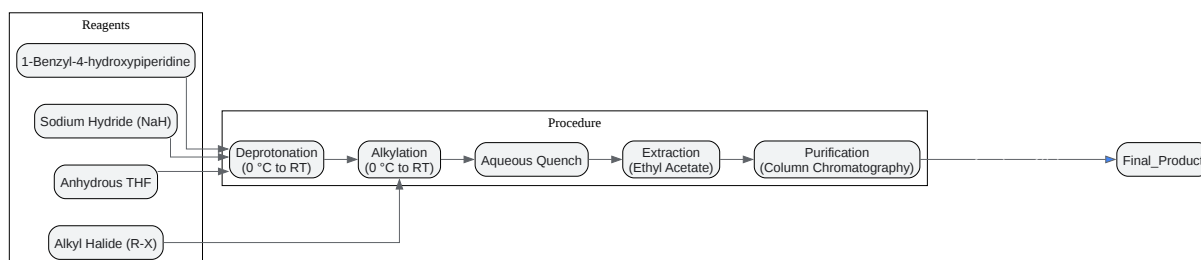 Reagents
1-Benzyl-4-hydroxypiperidine
Sodium Hydride (NaH)
Anhydrous THF
Alkyl Halide (R-X)
Procedure
Deprotonation
(0 °C to RT)
Alkylation
(0 °C to RT)
Aqueous Quench
Extraction
(Ethyl Acetate)
Purification
(Column Chromatography)
Final_Product